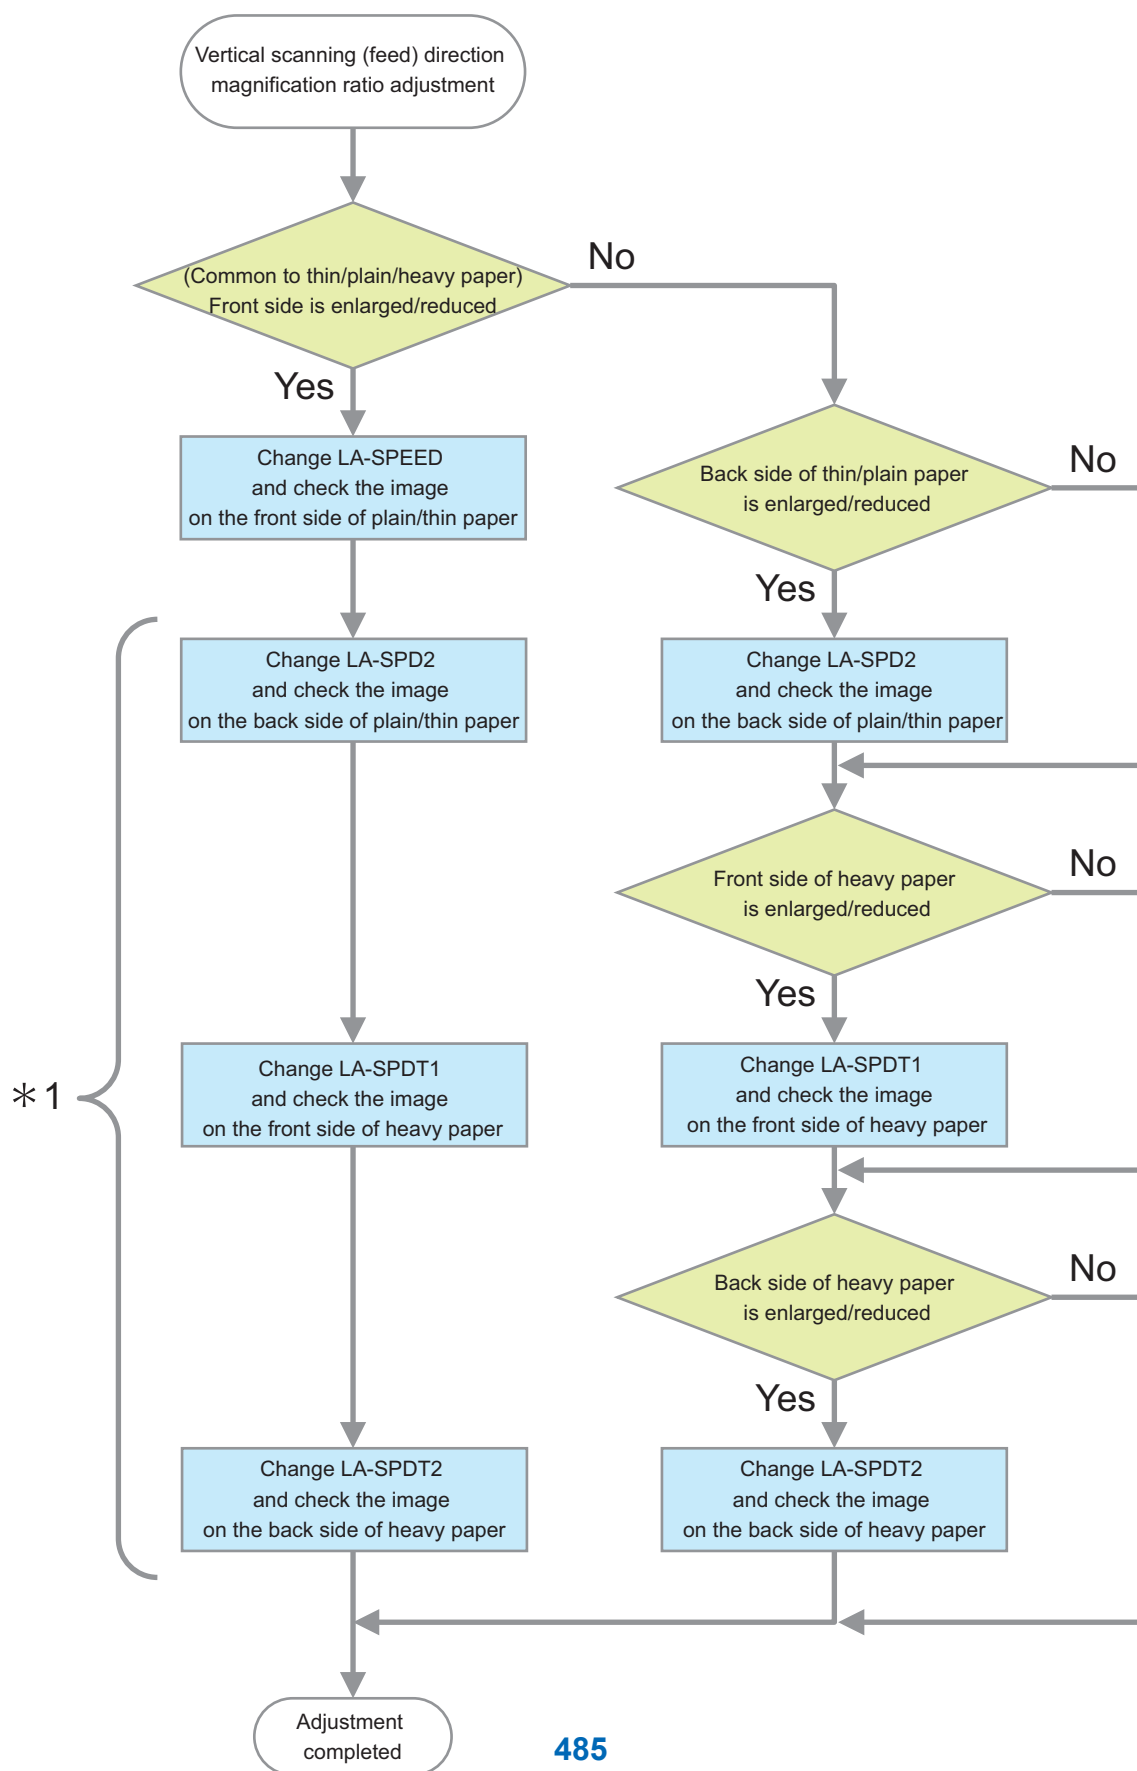 Vertical scanning (feed) direction
magnification ratio adjustment
(Common to thin/plain/heavy paper)
Front side is enlarged/reduced
No
Yes
Change LA-SPEED
and check the image
on the front side of plain/thin paper
Back side of thin/plain paper
is enlarged/reduced
No
Yes
Change LA-SPD2
and check the image
on the back side of plain/thin paper
Change LA-SPD2
and check the image
on the back side of plain/thin paper
Front side of heavy paper
is enlarged/reduced
No
Yes
*1
Change LA-SPDT1
and check the image
on the front side of heavy paper
Change LA-SPDT1
and check the image
on the front side of heavy paper
Back side of heavy paper
is enlarged/reduced
No
Yes
Change LA-SPDT2
and check the image
on the back side of heavy paper
Change LA-SPDT2
and check the image
on the back side of heavy paper
Adjustment
completed
485